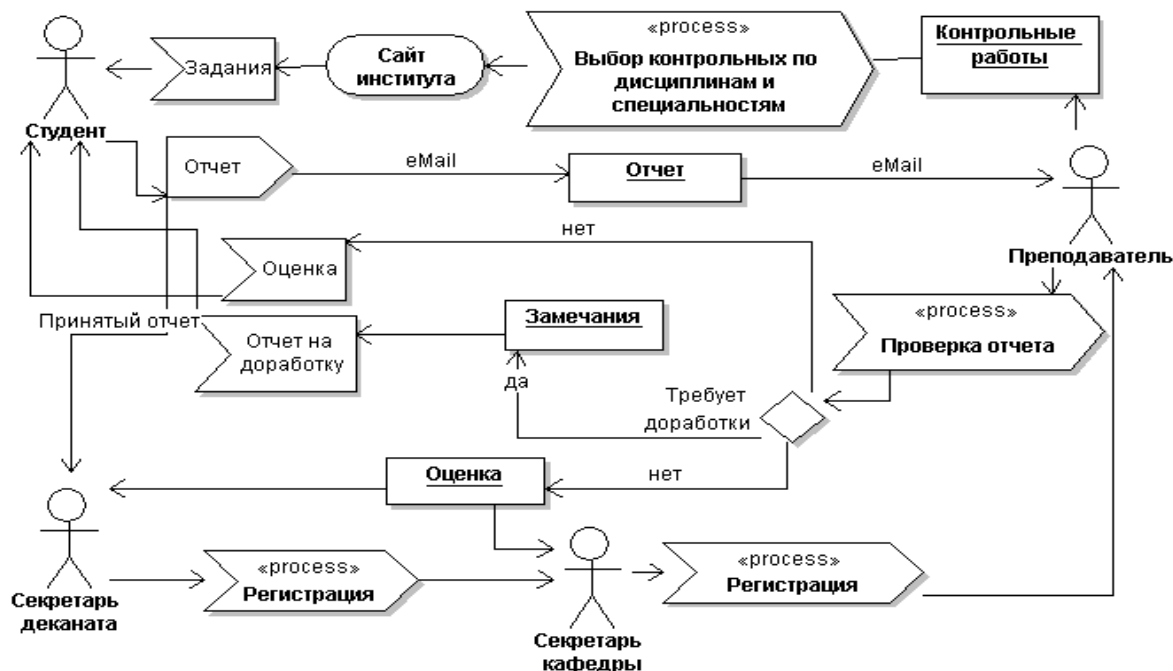 «process»
Выбор контрольных по
дисциплинам и
специальностям
Контрольные
работы
Сайт
института
Задания
Студент
Отчет
eMail
Отчет
eMail
Преподаватель
нет
Оценка
Принятый отчет
Отчет на
доработку
Замечания
«process»
Проверка отчета
да
Требует
доработки
Оценка
нет
«process»
Регистрация
«process»
Регистрация
Секретарь
деканата
Секретарь
кафедры